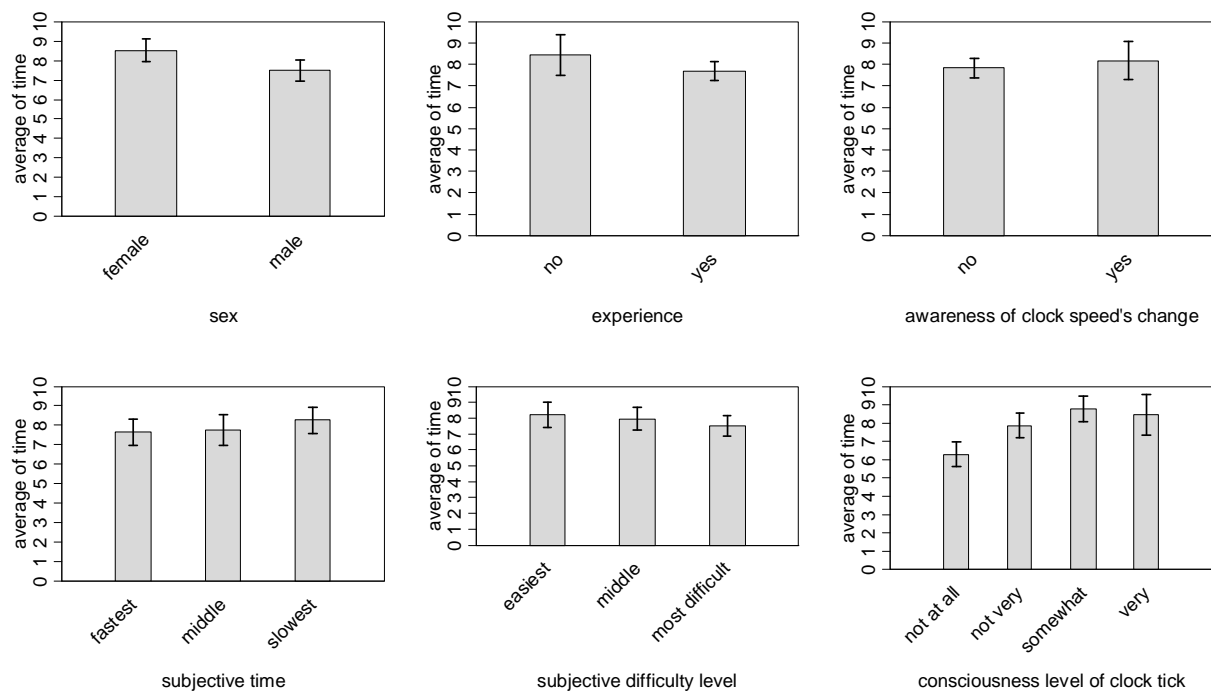 average of time
0 1 2 3 4 5 6 7 8 9 10
female male
sex
average of time
0 1 2 3 4 5 6 7 8 9 10
no yes
experience
average of time
0 1 2 3 4 5 6 7 8 9 10
no yes
awareness of clock speed's change
average of time
0 1 2 3 4 5 6 7 8 9 10
fastest middle slowest
subjective time
average of time
0 1 2 3 4 5 6 7 8 9 10
easiest middle most difficult
subjective difficulty level
average of time
0 1 2 3 4 5 6 7 8 9 10
not at all not very somewhat very
consciousness level of clock tick